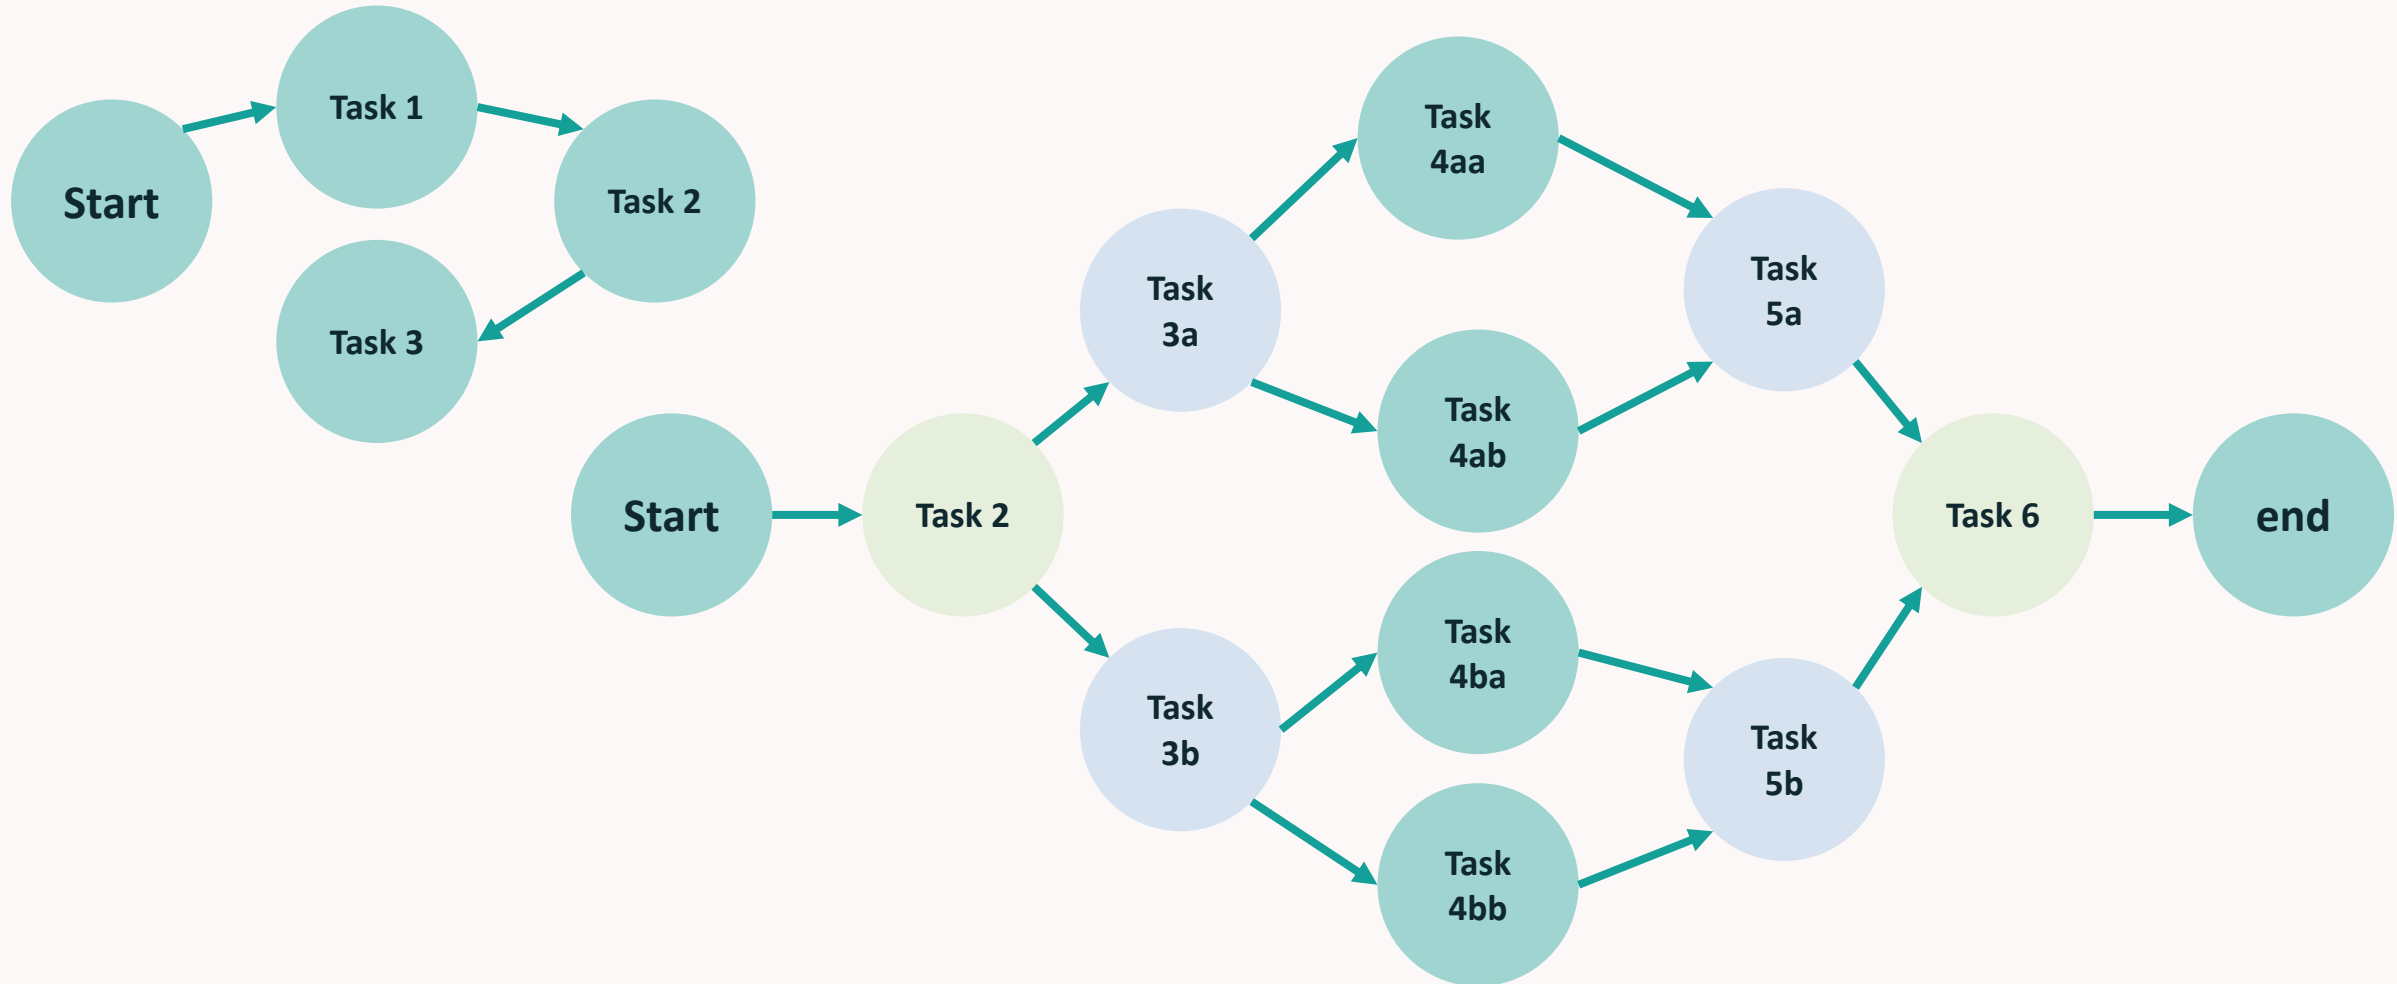 Start
Task 1
Task 2
Task 3
Start
Task 2
Task
3a
Task
3b
Task
4aa
Task
4ab
Task
4ba
Task
4bb
Task
5a
Task
5b
Task 6
end